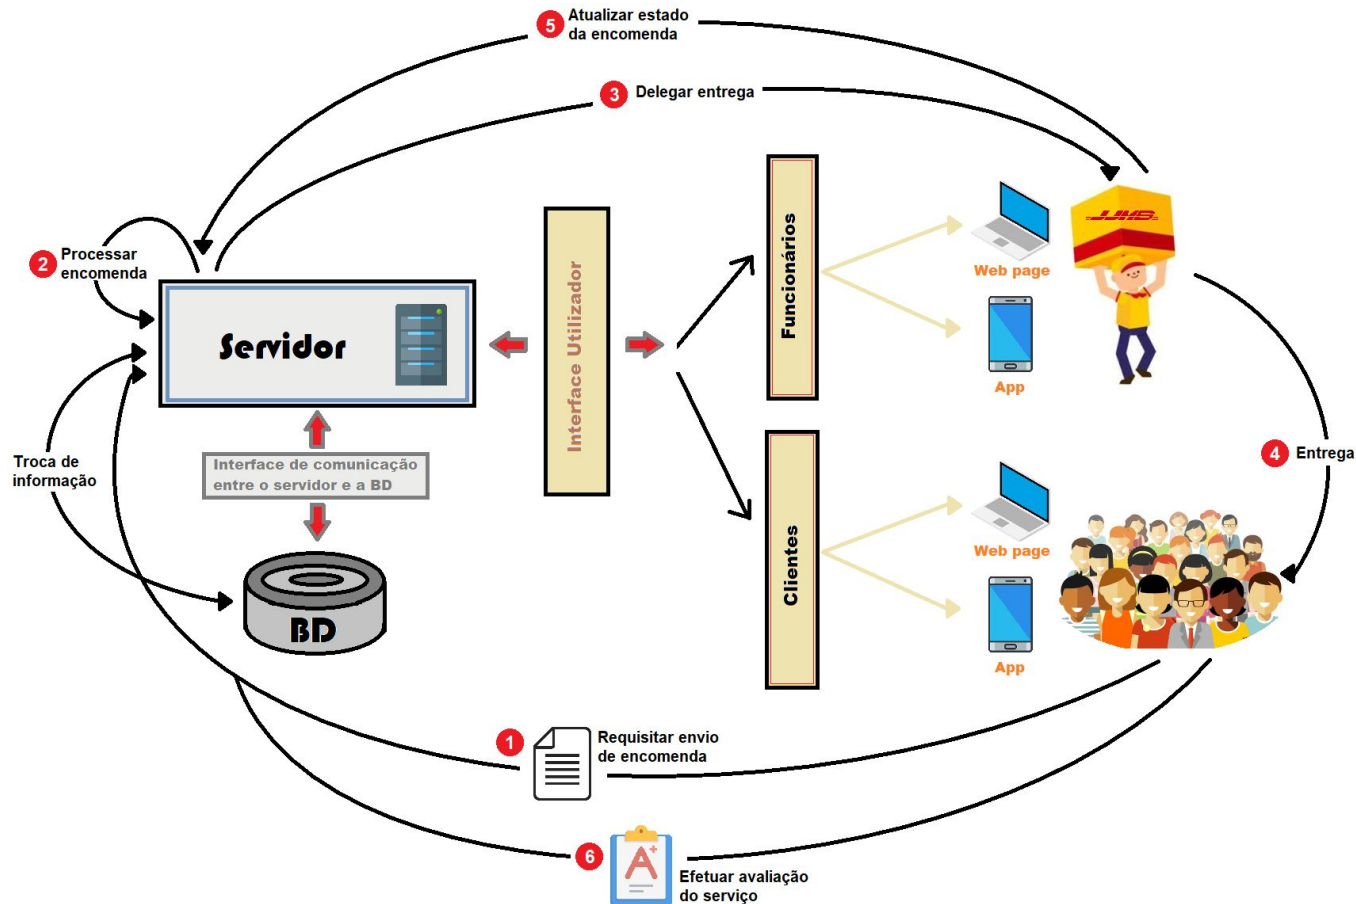 5
Atualizar estado
da encomenda
3
Delegar entrega
2
Processar
encomenda
Servidor
Interface Utilizador
Funcionários
Web page
App
JJMB
4
Entrega
Troca de
informação
Interface de comunicação
entre o servidor e a BD
BD
Clientes
Web page
App
1
Requisitar envio
de encomenda
6
A+
Efetuar avaliação
do serviço